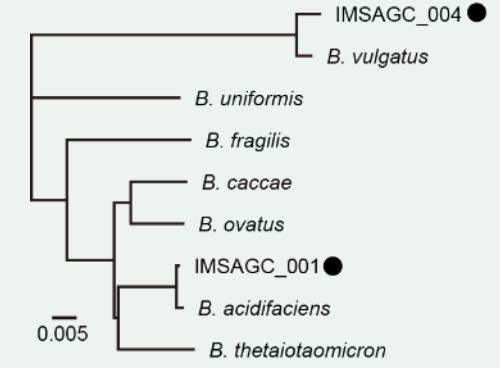 IMSAGC_004
B. vulgatus
B. uniformis
B. fragilis
B. caccae
B. ovatus
IMSAGC_001
B. acidifaciens
0.005
B. thetaiotaomicron